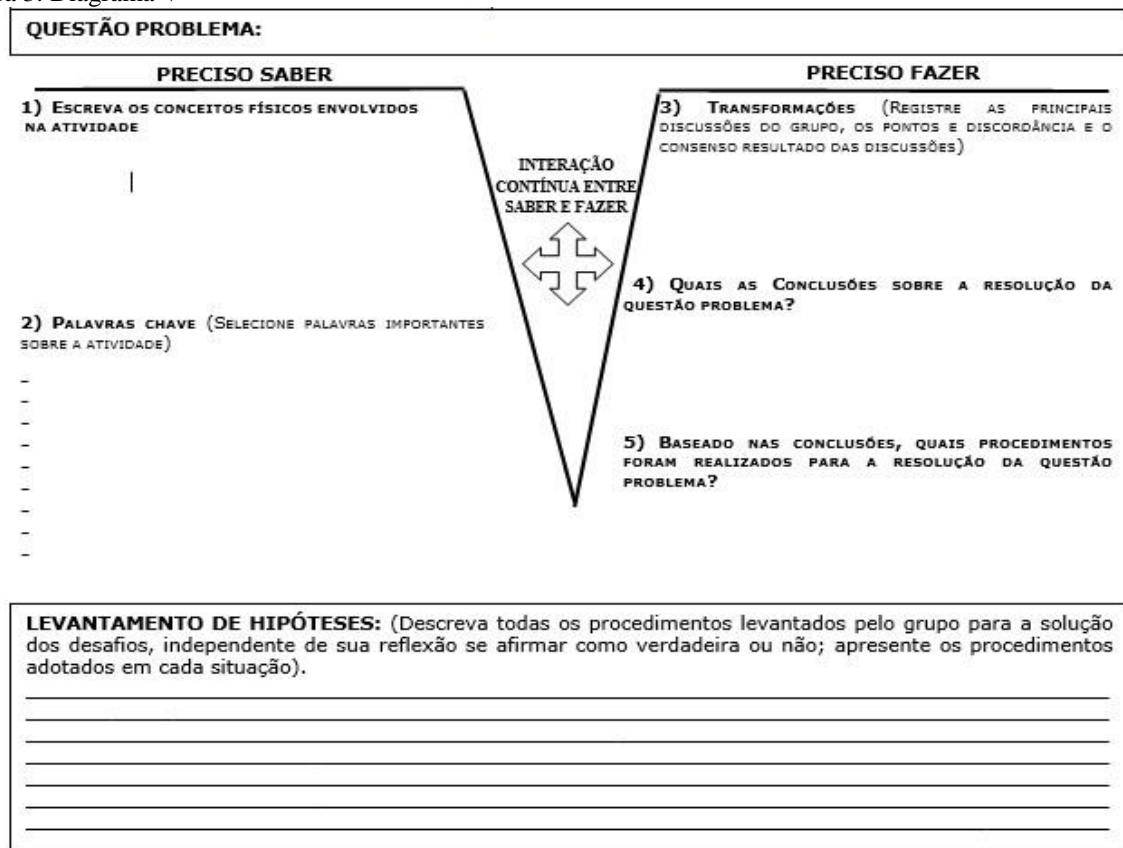 Diagrama V
QUESTÃO PROBLEMA:
PRECISO SABER
1) ESCREVA OS CONCEITOS FÍSICOS ENVOLVIDOS
NA ATIVIDADE
2) PALAVRAS CHAVE (SELECIONE PALAVRAS IMPORTANTES
SOBRE A ATIVIDADE)
-
-
-
-
-
-
-
-
-
INTERAÇÃO
CONTÍNUA ENTRE
SABER E FAZER
PRECISO FAZER
3) TRANSFORMAÇÕES (REGISTRE AS PRINCIPAIS
DISCUSSÕES DO GRUPO, OS PONTOS E DISCORDÂNCIA E O
CONSENSO RESULTADO DAS DISCUSSÕES)
4) QUAIS AS CONCLUSÕES SOBRE A RESOLUÇÃO DA
QUESTÃO PROBLEMA?
5) BASEADO NAS CONCLUSÕES, QUAIS PROCEDIMENTOS
FORAM REALIZADOS PARA A RESOLUÇÃO DA QUESTÃO
PROBLEMA?
LEVANTAMENTO DE HIPÓTESES: (Descreva todas os procedimentos levantados pelo grupo para a solução
dos desafios, independente de sua reflexão se afirmar como verdadeira ou não; apresente os procedimentos
adotados em cada situação).